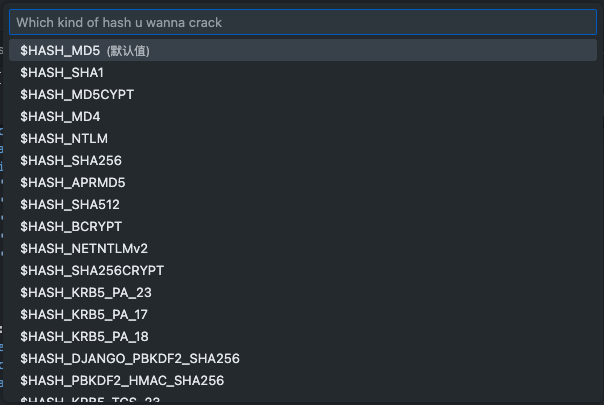 Which kind of hash u wanna crack
$HASH_MD5 (默认值)
$HASH_SHA1
$HASH_MD5CYPT
$HASH_MD4
$HASH_NTLM
$HASH_SHA256
$HASH_APRMD5
$HASH_SHA512
$HASH_BCRYPT
$HASH_NETNTLMv2
$HASH_SHA256CRYPT
$HASH_KRB5_PA_23
$HASH_KRB5_PA_17
$HASH_KRB5_PA_18
$HASH_DJANGO_PBKDF2_SHA256
$HASH_PBKDF2_HMAC_SHA256
$HASH_KRB5_TGS_23